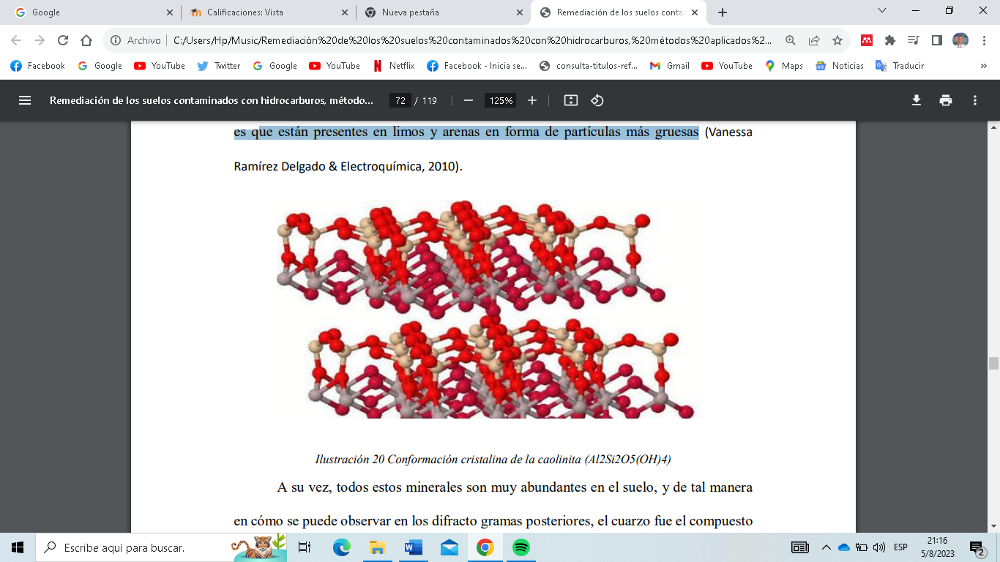 Google
Calificaciones: Vista
Nueva pestaña
Remediación de los suelos conta
Archivo
C:/Users/Hp/Music/Remediación%20de%20los%20suelos%20contaminados%20con%20hidrocarburos,%20métodos%20aplicados%2...
Facebook
Google
YouTube
Twitter
Google
YouTube
Netflix
Facebook - Inicia se...
consulta-titulos-ref...
Gmail
YouTube
Maps
Noticias
Traducir
»
Remediación de los suelos contaminados con hidrocarburos, método...
72 / 119
125%
es que están presentes en limos y arenas en forma de partículas más gruesas (Vanessa
Ramírez Delgado & Electroquímica, 2010).
Ilustración 20 Conformación cristalina de la caolinita (Al2Si2O5(OH)4)
A su vez, todos estos minerales son muy abundantes en el suelo, y de tal manera
en cómo se puede observar en los difracto gramas posteriores, el cuarzo fue el compuesto
Escribe aquí para buscar.
ESP
21:16
5/8/2023
2